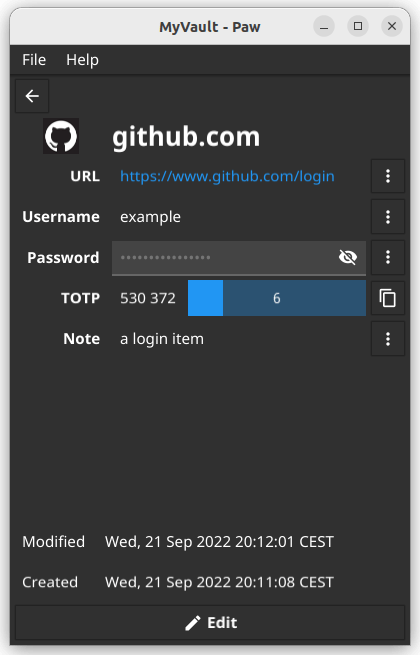 MyVault - Paw
File Help
github.com
URL https://www.github.com/login
Username example
Password ••••••••••••••••
TOTP 530 372 6
Note a login item
Modified Wed, 21 Sep 2022 20:12:01 CEST
Created Wed, 21 Sep 2022 20:11:08 CEST
Edit